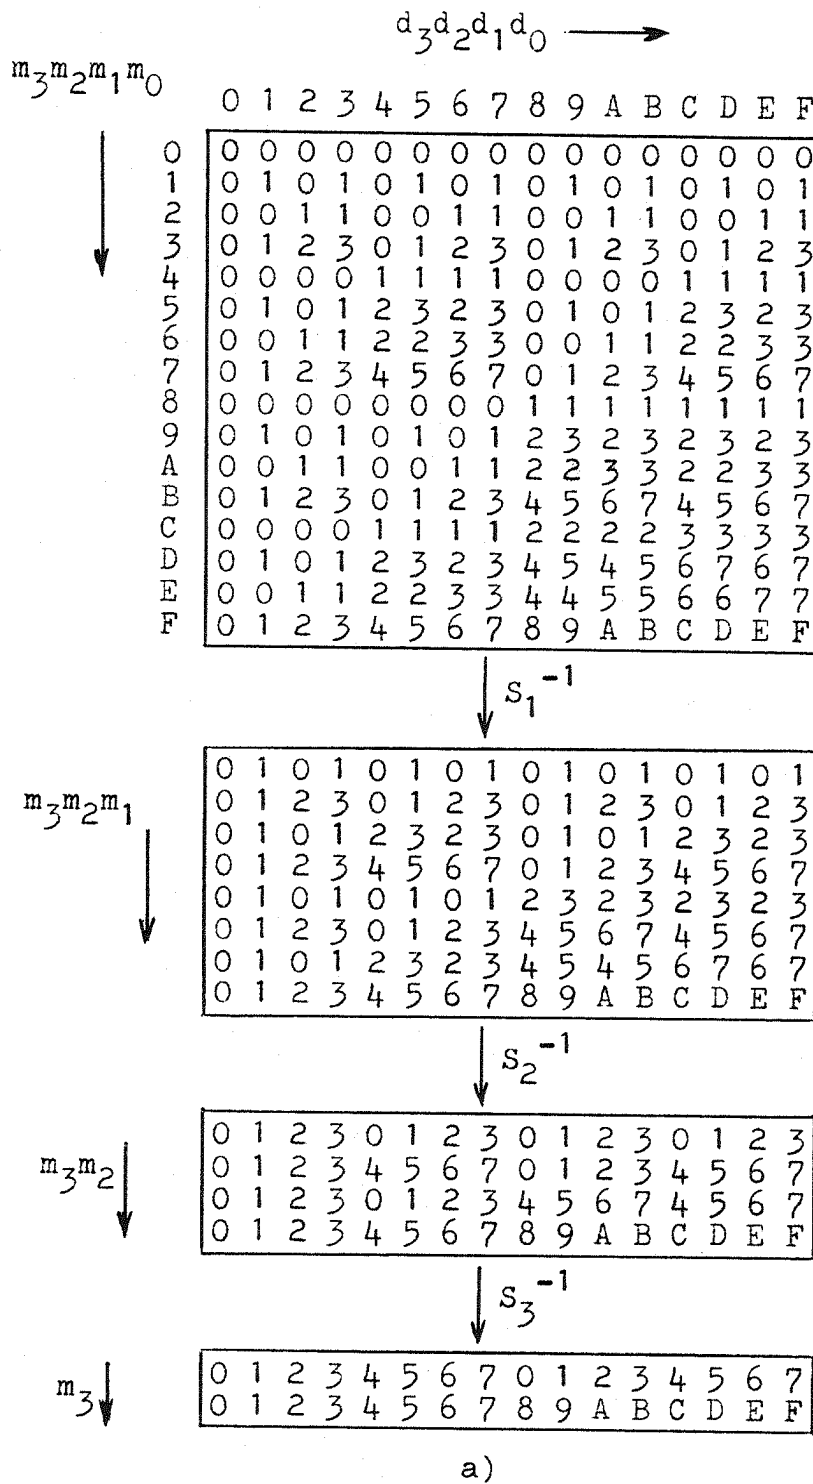 d3d2d1d0
m3m2m1m0
0 1 2 3 4 5 6 7 8 9 A B C D E F
0 0 0 0 0 0 0 0 0 0 0 0 0 0 0 0 0
1 0 1 0 1 0 1 0 1 0 1 0 1 0 1 0 1
2 0 0 1 1 0 0 1 1 0 0 1 1 0 0 1 1
3 0 1 2 3 0 1 2 3 0 1 2 3 0 1 2 3
4 0 0 0 0 1 1 1 1 0 0 0 0 1 1 1 1
5 0 1 0 1 2 3 2 3 0 1 0 1 2 3 2 3
6 0 0 1 1 2 2 3 3 0 0 1 1 2 2 3 3
7 0 1 2 3 4 5 6 7 0 1 2 3 4 5 6 7
8 0 0 0 0 0 0 0 0 1 1 1 1 1 1 1 1
9 0 1 0 1 0 1 0 1 2 3 2 3 2 3 2 3
A 0 0 1 1 0 0 1 1 2 2 3 3 2 2 3 3
B 0 1 2 3 0 1 2 3 4 5 6 7 4 5 6 7
C 0 0 0 0 1 1 1 1 2 2 2 2 3 3 3 3
D 0 1 0 1 2 3 2 3 4 5 4 5 6 7 6 7
E 0 0 1 1 2 2 3 3 4 4 5 5 6 6 7 7
F 0 1 2 3 4 5 6 7 8 9 A B C D E F
S1-1
m3m2m1
0 1 0 1 0 1 0 1 0 1 0 1 0 1 0 1
0 1 2 3 0 1 2 3 0 1 2 3 0 1 2 3
0 1 0 1 2 3 2 3 0 1 0 1 2 3 2 3
0 1 2 3 4 5 6 7 0 1 2 3 4 5 6 7
0 1 0 1 0 1 0 1 2 3 2 3 2 3 2 3
0 1 2 3 0 1 2 3 4 5 6 7 4 5 6 7
0 1 0 1 2 3 2 3 4 5 4 5 6 7 6 7
0 1 2 3 4 5 6 7 8 9 A B C D E F
S2-1
m3m2
0 1 2 3 0 1 2 3 0 1 2 3 0 1 2 3
0 1 2 3 4 5 6 7 0 1 2 3 4 5 6 7
0 1 2 3 0 1 2 3 4 5 6 7 4 5 6 7
0 1 2 3 4 5 6 7 8 9 A B C D E F
S3-1
m3
0 1 2 3 4 5 6 7 0 1 2 3 4 5 6 7
0 1 2 3 4 5 6 7 8 9 A B C D E F
a)